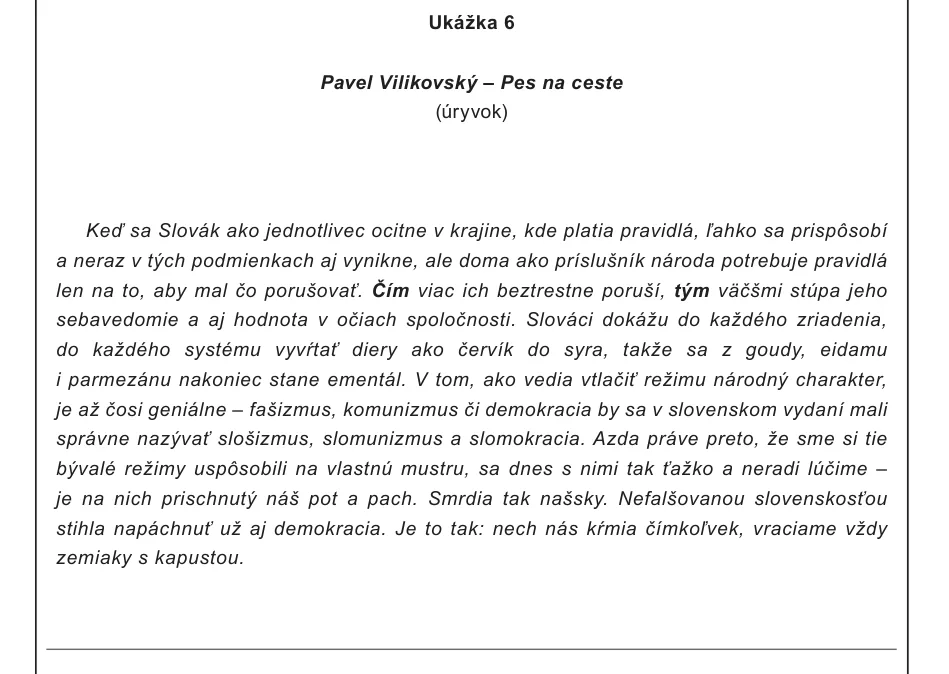 Ukážka 6
Pavel Vilikovský – Pes na ceste
(úryvok)
Keď sa Slovák ako jednotlivec ocitne v krajine, kde platia pravidlá, ľahko sa prispôsobí
a neraz v tých podmienkach aj vynikne, ale doma ako príslušník národa potrebuje pravidlá
len na to, aby mal čo porušovať. Čím viac ich beztrestne poruší, tým väčšmi stúpa jeho
sebavedomie a aj hodnota v očiach spoločnosti. Slováci dokážu do každého zriadenia,
do každého systému vyvŕtať diery ako červík do syra, takže sa z goudy, eidamu
i parmezánu nakoniec stane ementál. V tom, ako vedia vtlačiť režimu národný charakter,
je až čosi geniálne – fašizmus, komunizmus či demokracia by sa v slovenskom vydaní mali
správne nazývať slošizmus, slomunizmus a slomokracia. Azda práve preto, že sme si tie
bývalé režimy uspôsobili na vlastnú mustru, sa dnes s nimi tak ťažko a neradi lúčime –
je na nich prischnutý náš pot a pach. Smrdia tak našsky. Nefalšovanou slovenskosťou
stihla napáchnuť už aj demokracia. Je to tak: nech nás kŕmia čímkoľvek, vraciame vždy
zemiaky s kapustou.